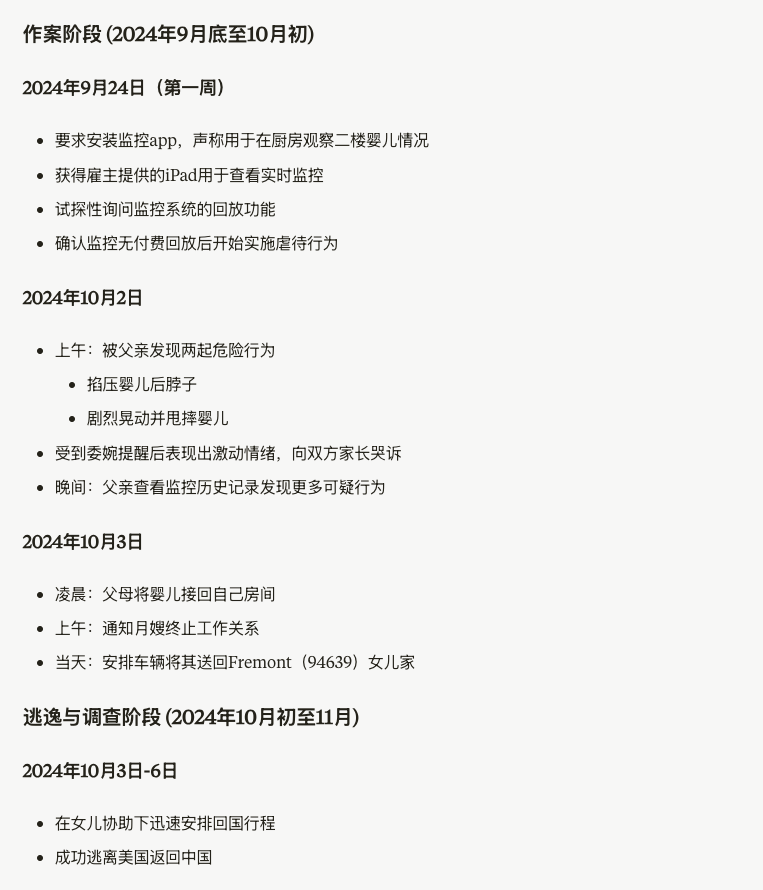 作案阶段 (2024年9月底至10月初)
2024年9月24日（第一周）
要求安装监控app，声称用于在厨房观察二楼婴儿情况
获得雇主提供的iPad用于查看实时监控
试探性询问监控系统的回放功能
确认监控无付费回放后开始实施虐待行为
2024年10月2日
上午：被父亲发现两起危险行为
掐压婴儿后脖子
剧烈晃动并甩摔婴儿
受到委婉提醒后表现出激动情绪，向双方家长哭诉
晚间：父亲查看监控历史记录发现更多可疑行为
2024年10月3日
凌晨：父母将婴儿接回自己房间
上午：通知月嫂终止工作关系
当天：安排车辆将其送回Fremont（94639）女儿家
逃逸与调查阶段 (2024年10月初至11月)
2024年10月3日-6日
在女儿协助下迅速安排回国行程
成功逃离美国返回中国